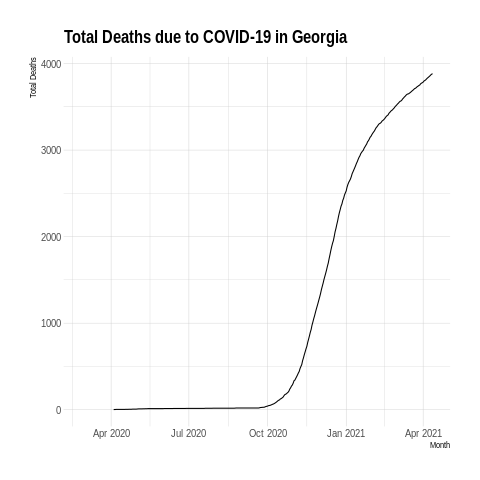 Total Deaths due to COVID-19 in Georgia
Total Deaths
4000
3000
2000
1000
0
Apr 2020
Jul 2020
Oct 2020
Jan 2021
Apr 2021
Month